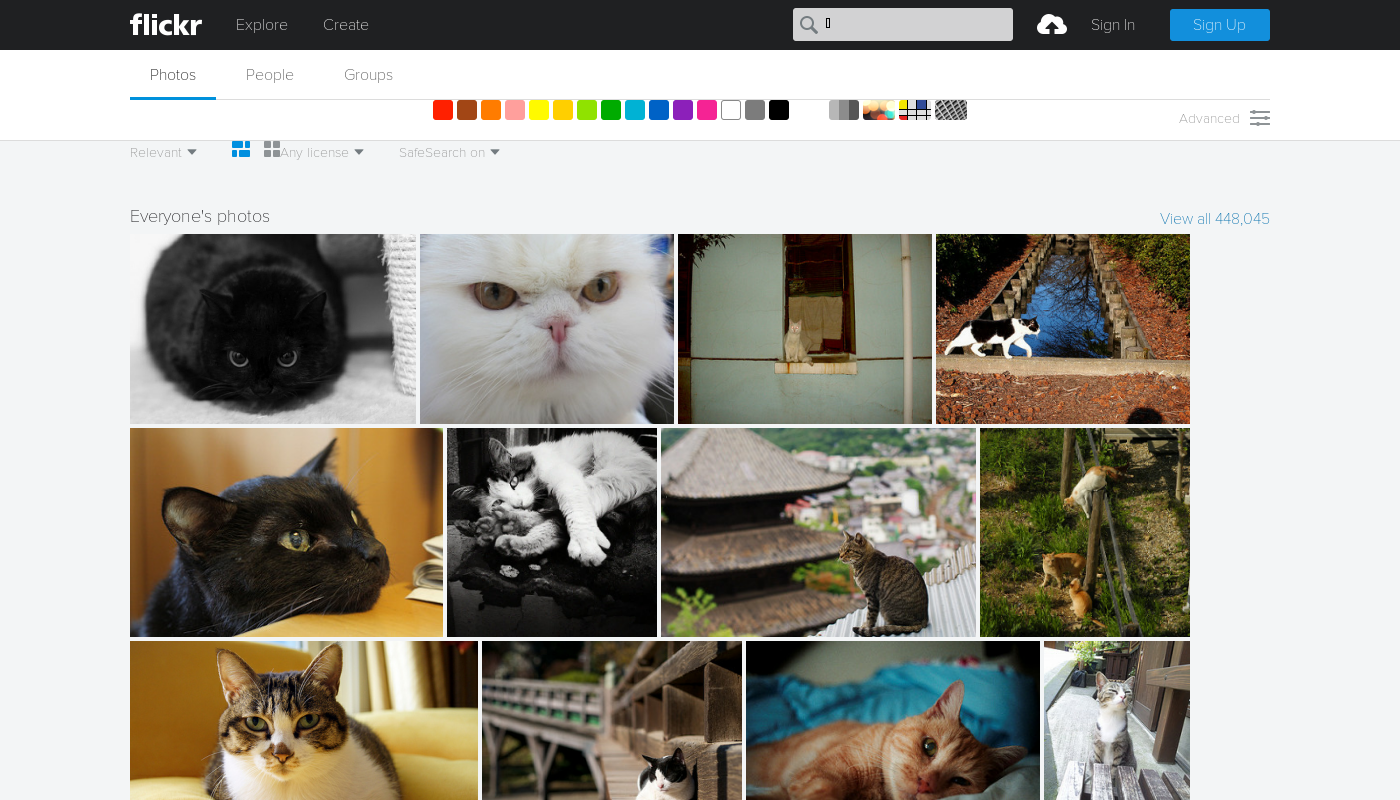 flickr
Explore
Create
Sign In
Sign Up
Photos
People
Groups
Advanced
Relevant
Any license
SafeSearch on
Everyone's photos
View all 448,045